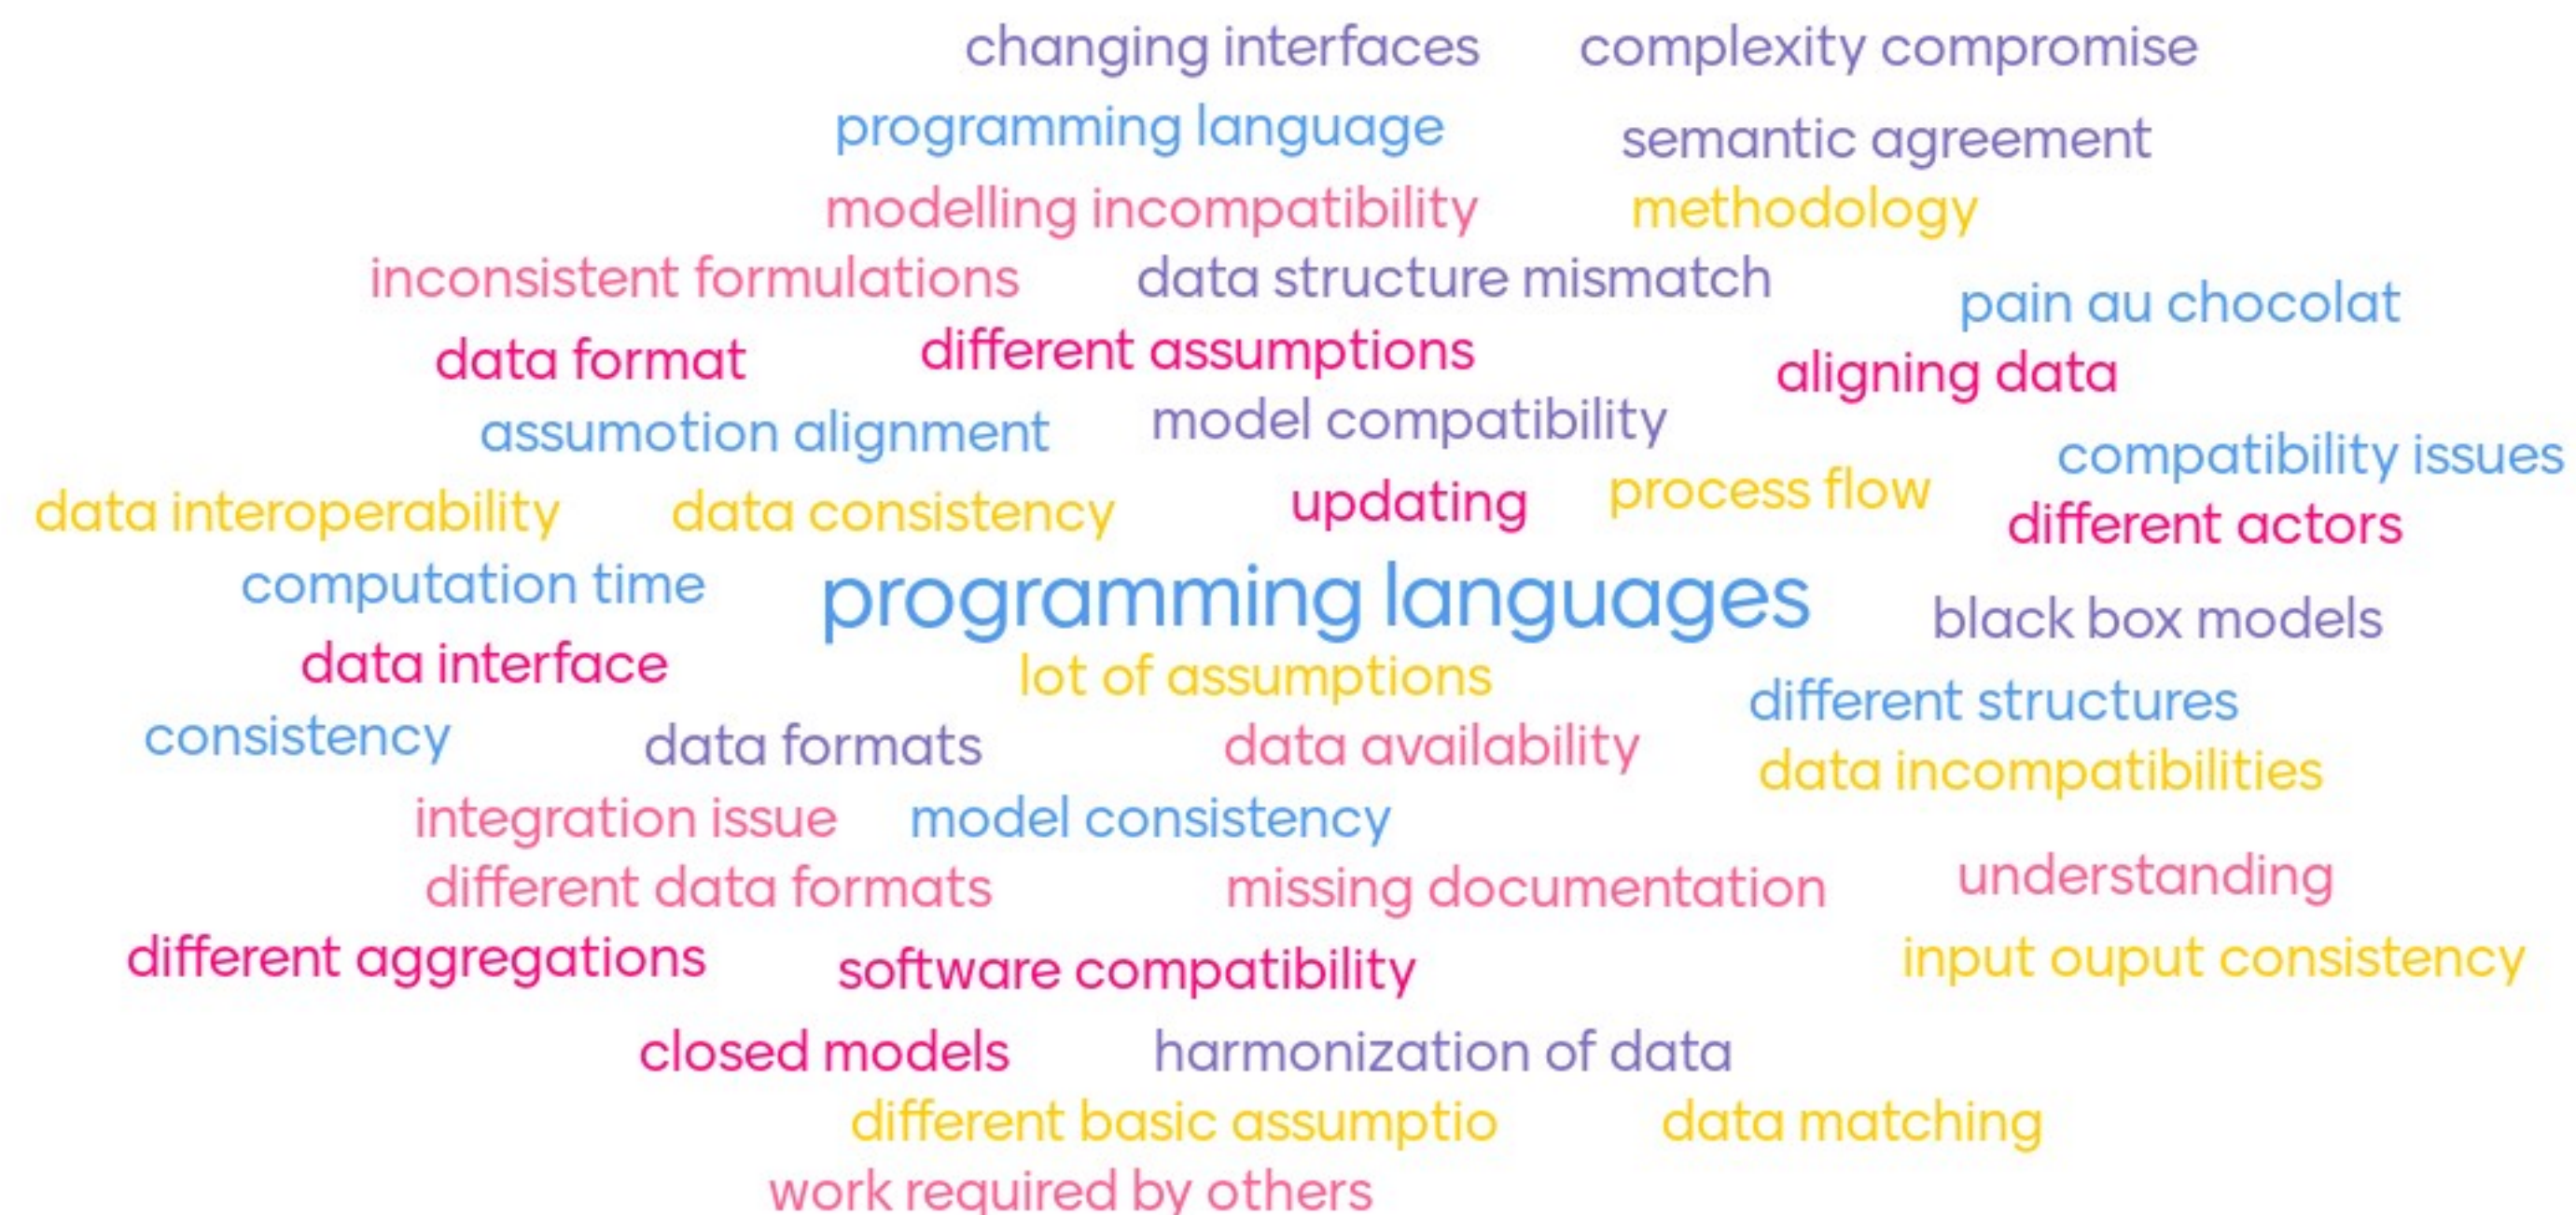 changing interfaces complexity compromise
programming language semantic agreement
modelling incompatibility methodology
inconsistent formulations data structure mismatch pain au chocolat
data format different assumptions aligning data
assumotion alignment model compatibility compatibility issues
data interoperability data consistency updating process flow different actors
computation time programming languages black box models
data interface lot of assumptions different structures
consistency data formats data availability data incompatibilities
integration issue model consistency
different data formats missing documentation understanding
different aggregations software compatibility input ouput consistency
closed models harmonization of data
different basic assumptio data matching
work required by others